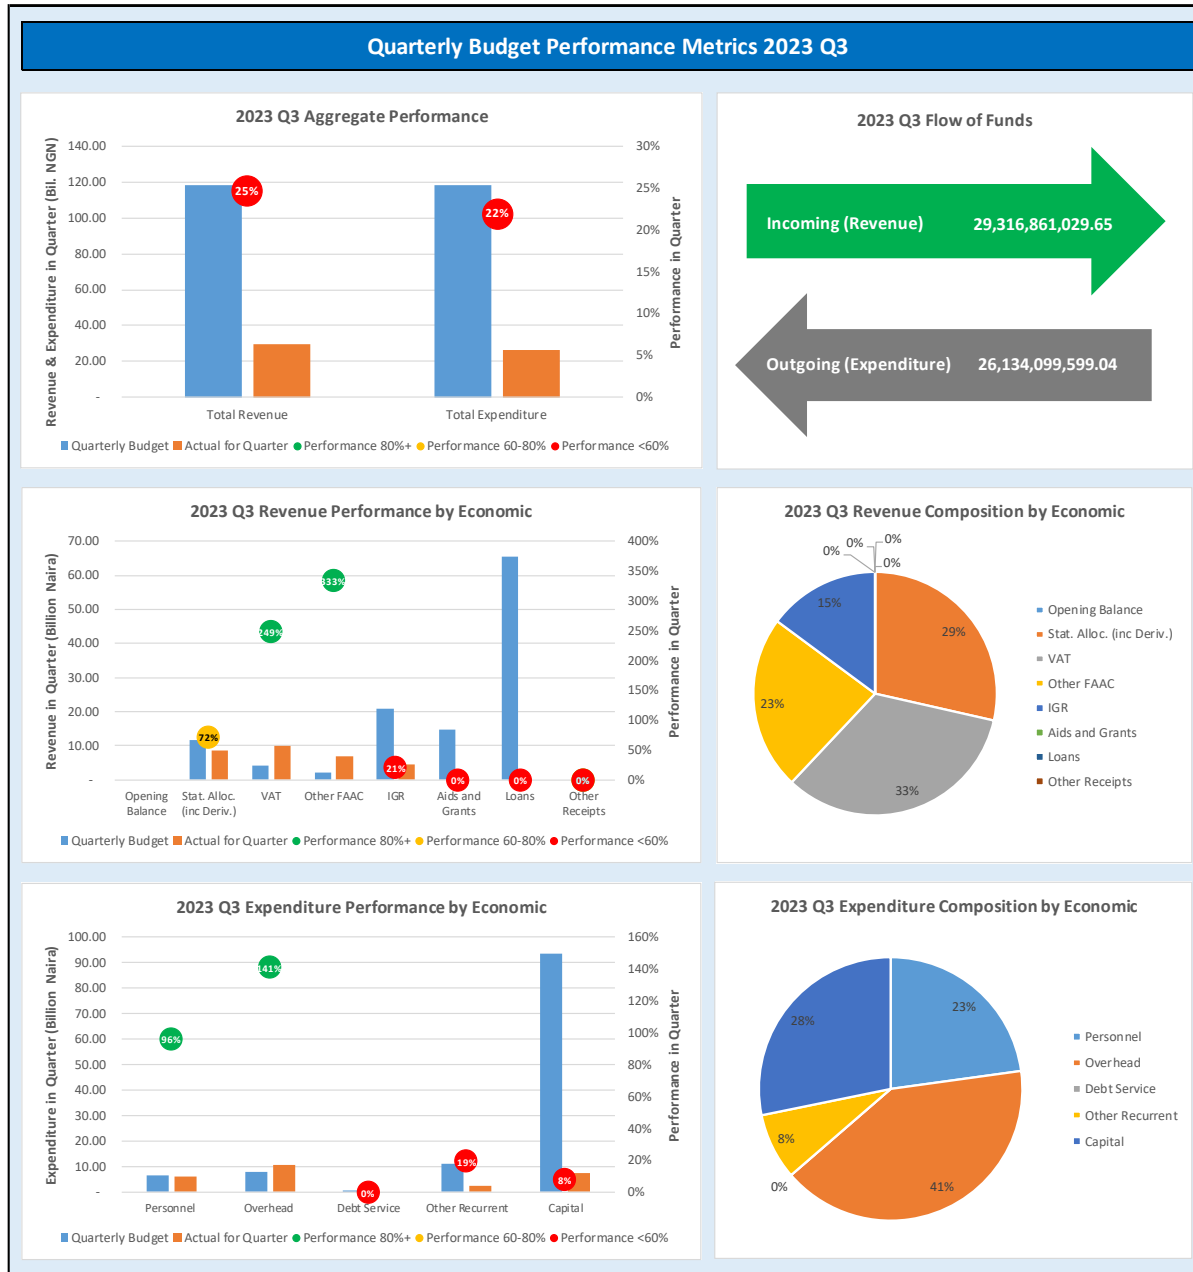 Quarterly Budget Performance Metrics 2023 Q3
2023 Q3 Aggregate Performance
Revenue & Expenditure in Quarter (Bil. NGN)
140.00
120.00
100.00
80.00
60.00
40.00
20.00
-
30%
25%
20%
15%
10%
5%
0%
Performance in Quarter
25%
22%
Total Revenue
Total Expenditure
Quarterly Budget
Actual for Quarter
Performance 80%+
Performance 60-80%
Performance <60%
2023 Q3 Flow of Funds
Incoming (Revenue) 29,316,861,029.65
Outgoing (Expenditure) 26,134,099,599.04
2023 Q3 Revenue Performance by Economic
Revenue in Quarter (Billion Naira)
70.00
60.00
50.00
40.00
30.00
20.00
10.00
-
400%
350%
300%
250%
200%
150%
100%
50%
0%
Performance in Quarter
72%
249%
333%
21%
0%
0%
0%
Opening
Balance
Stat. Alloc.
(inc Deriv.)
VAT
Other FAAC
IGR
Aids and
Grants
Loans
Other
Receipts
Quarterly Budget
Actual for Quarter
Performance 80%+
Performance 60-80%
Performance <60%
2023 Q3 Revenue Composition by Economic
0%
0%
0%
0%
29%
33%
23%
15%
Opening Balance
Stat. Alloc. (inc Deriv.)
VAT
Other FAAC
IGR
Aids and Grants
Loans
Other Receipts
2023 Q3 Expenditure Performance by Economic
Expenditure in Quarter (Billion Naira)
100.00
90.00
80.00
70.00
60.00
50.00
40.00
30.00
20.00
10.00
-
160%
140%
120%
100%
80%
60%
40%
20%
0%
Performance in Quarter
96%
141%
0%
19%
8%
Personnel
Overhead
Debt Service
Other Recurrent
Capital
Quarterly Budget
Actual for Quarter
Performance 80%+
Performance 60-80%
Performance <60%
2023 Q3 Expenditure Composition by Economic
23%
41%
0%
8%
28%
Personnel
Overhead
Debt Service
Other Recurrent
Capital